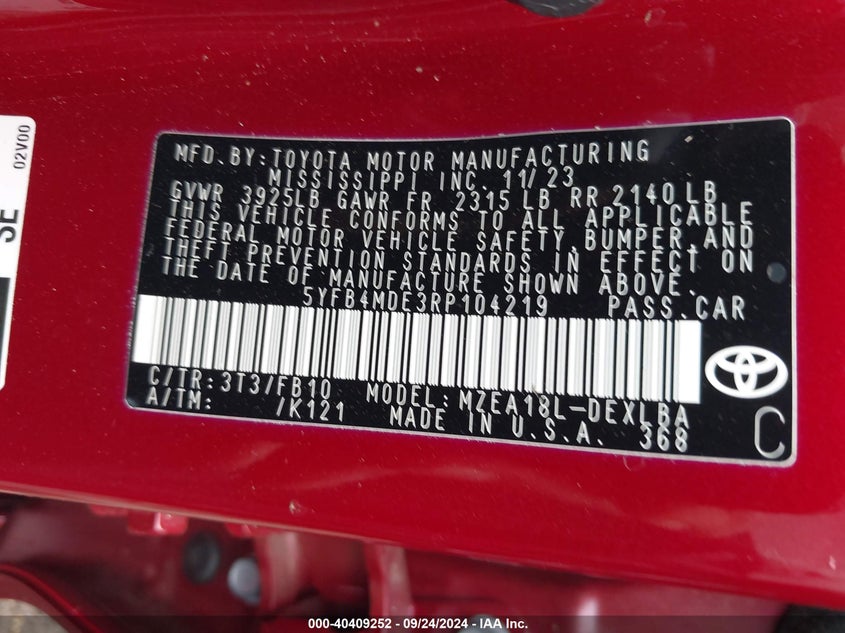 SE
02V00
MFD. BY: TOYOTA MOTOR MANUFACTURING
MISSISSIPPI INC. 11/23
GVWR 3925LB GAWR FR 2315 LB RR 2140 LB
THIS VEHICLE CONFORMS TO ALL APPLICABLE
FEDERAL MOTOR VEHICLE SAFETY, BUMPER, AND
THEFT PREVENTION STANDARDS IN EFFECT ON
THE DATE OF MANUFACTURE SHOWN ABOVE.
5YFB4MDE3RP104219 PASS. CAR
C/TR: 3T3/FB10 MODEL: MZEA18L-DEXLBA
A/TM: /K121 MADE IN U.S.A. 368
C
000-40409252 - 09/24/2024 - IAA Inc.